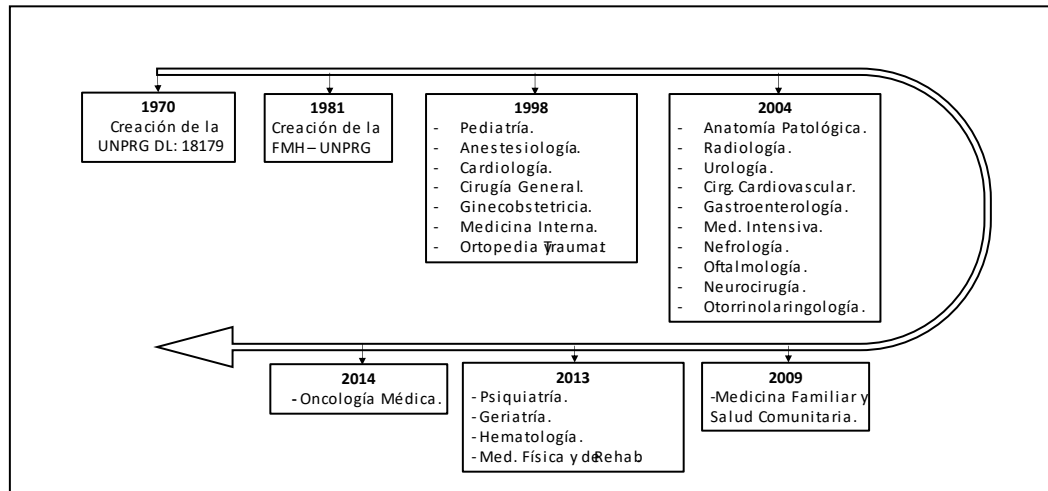 1970
Creación de la
UNPRG DL: 18179
1981
Creación de la
FMH – UNPRG
1998
- Pediatría.
- Anestesiología.
- Cardiología.
- Cirugía General.
- Ginecobstetricia.
- Medicina Interna.
- Ortopedia y Traumat.
2004
- Anatomía Patológica.
- Radiología.
- Urología.
- Cirg. Cardiovascular.
- Gastroenterología.
- Med. Intensiva.
- Nefrología.
- Oftalmología.
- Neurocirugía.
- Otorrinolaringología.
2014
- Oncología Médica.
2013
- Psiquiatría.
- Geriatría.
- Hematología.
- Med. Física y de Rehab.
2009
-Medicina Familiar y
Salud Comunitaria.